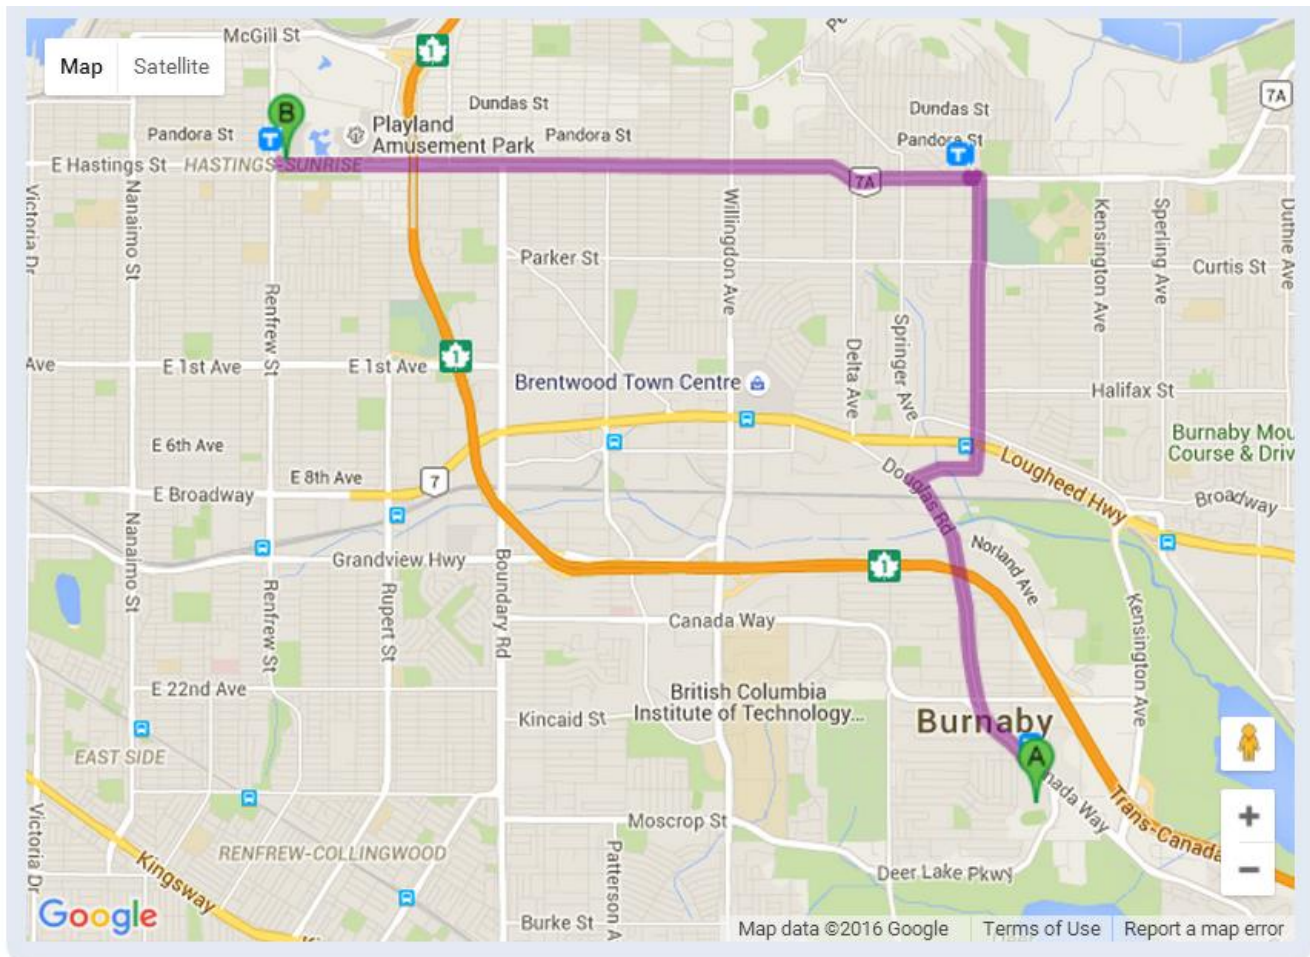 McGill St
1
Map
Satellite
7A
Dundas St
Dundas St
B
Playland
Amusement Park
Pandora St
Pandora St
Pandora St
T
T
E Hastings St
HASTINGS-SUNRISE
7A
Victoria Dr
Nanaimo St
Willingdon Ave
Kensington Ave
Sperling Ave
Duthie Ave
Parker St
Curtis St
Renfrew St
Springer Ave
Delta Ave
1
Ave
E 1st Ave
E 1st Ave
Brentwood Town Centre
Halifax St
E 6th Ave
Burnaby Mou
Course & Driv
E 8th Ave
7
Douglas Rd
Lougheed Hwy
E Broadway
Broadway
Nanaimo St
Grandview Hwy
Boundary Rd
1
Norland Ave
Renfrew St
Rupert St
Canada Way
Kensington Ave
E 22nd Ave
British Columbia
Institute of Technology...
Kincaid St
Burnaby
EAST SIDE
A
nada Way
Trans-Canada
Victoria Dr
Moscrop St
Kingsway
RENFREW-COLLINGWOOD
Patterson A
Deer Lake Pkwy
+
−
Google
Burke St
Map data ©2016 Google
Terms of Use
Report a map error